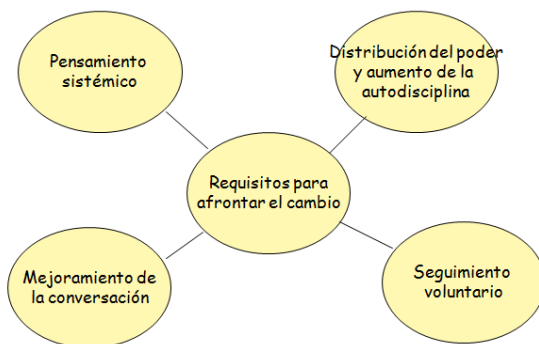 Pensamiento
sistémico
Distribución del poder
y aumento de la
autodisciplina
Requisitos para
afrontar el cambio
Mejoramiento de
la conversación
Seguimiento
voluntario